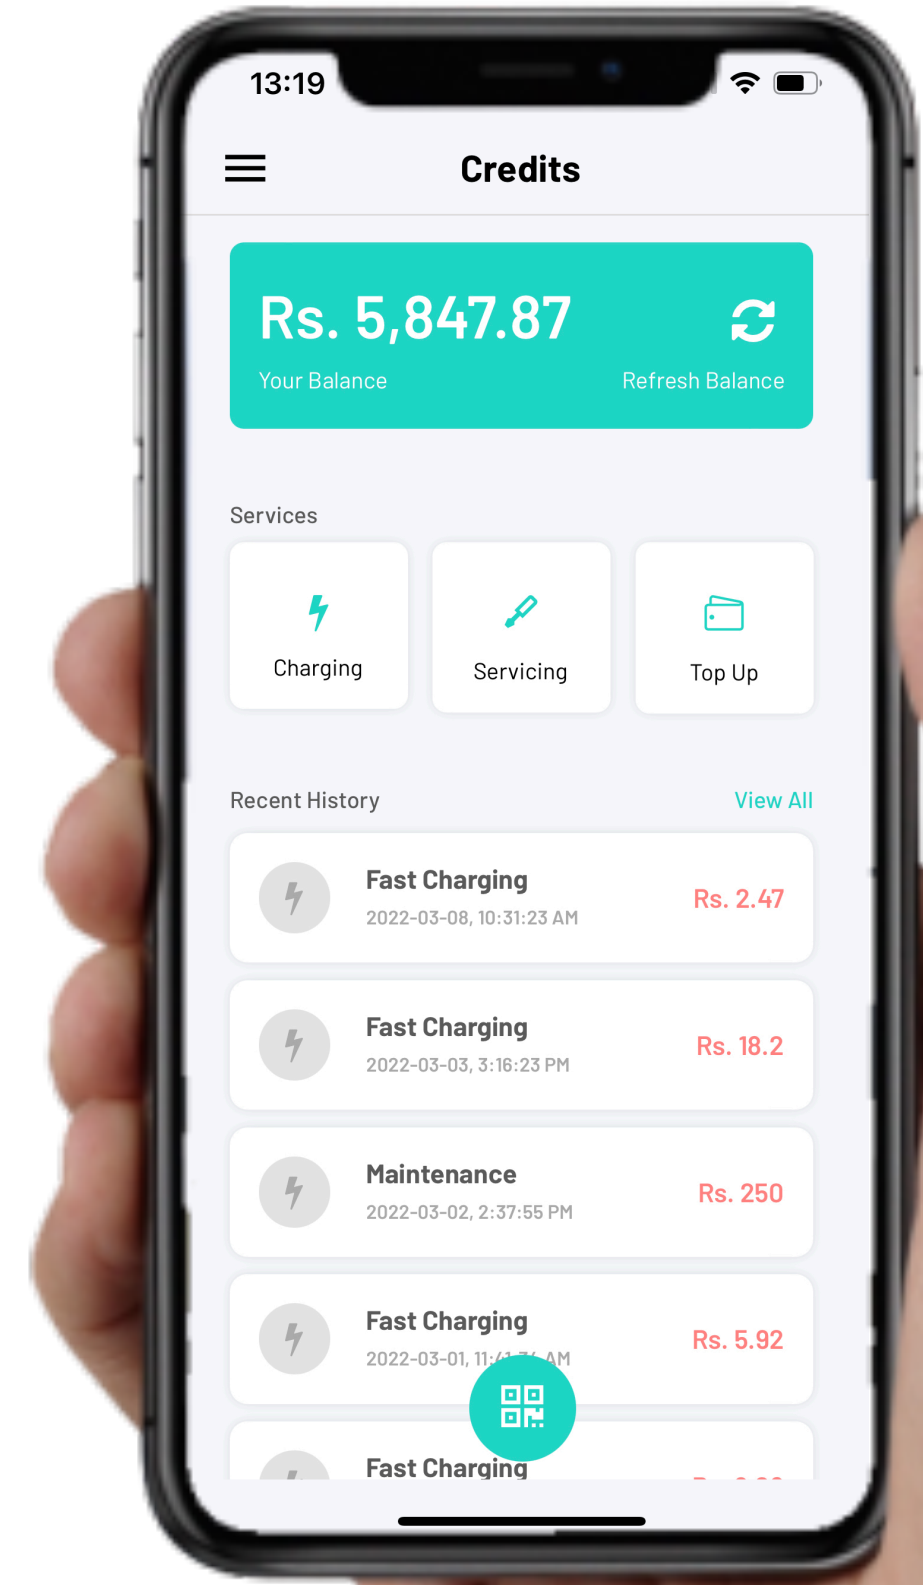 13:19
Credits
Rs. 5,847.87
Your Balance
Refresh Balance
Services
Charging
Servicing
Top Up
Recent History
View All
Fast Charging
2022-03-08, 10:31:23 AM
Rs. 2.47
Fast Charging
2022-03-03, 3:16:23 PM
Rs. 18.2
Maintenance
2022-03-02, 2:37:55 PM
Rs. 250
Fast Charging
2022-03-01, AM
Rs. 5.92
Fast Charging